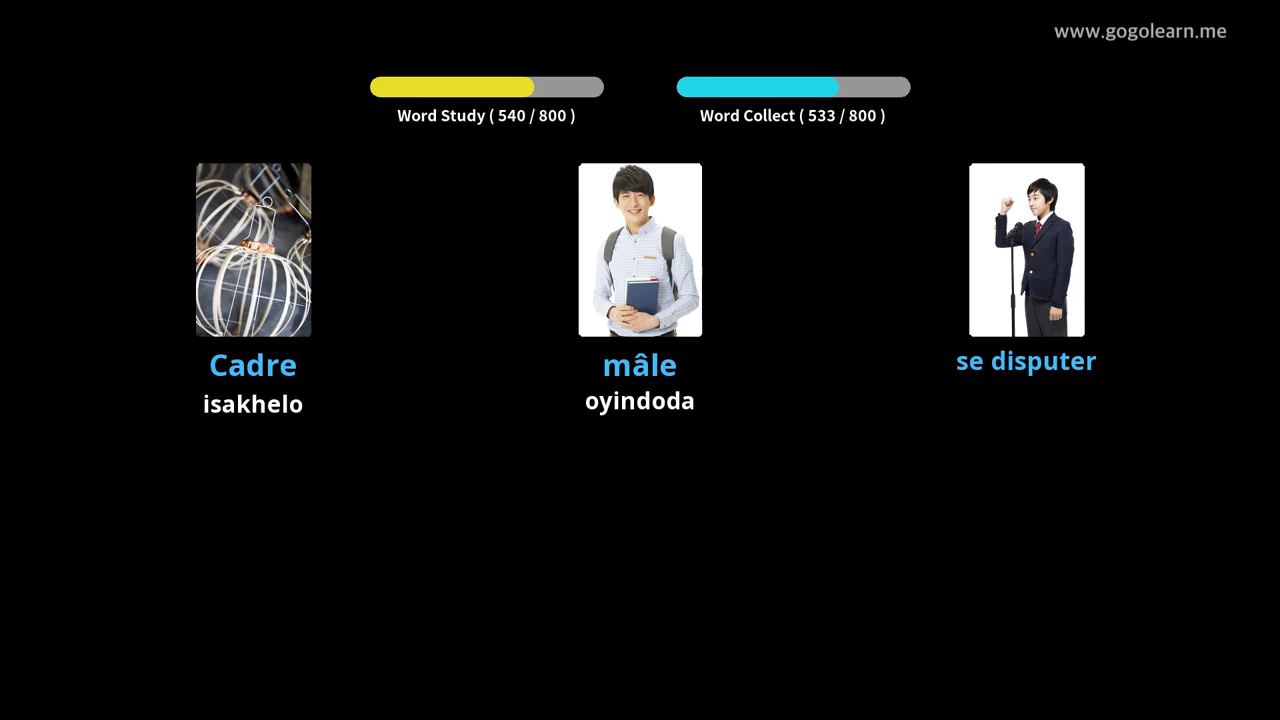 www.gogolearn.me
Word Study ( 540 / 800 )
Word Collect ( 533 / 800 )
Cadre
isakhelo
mâle
oyindoda
se disputer